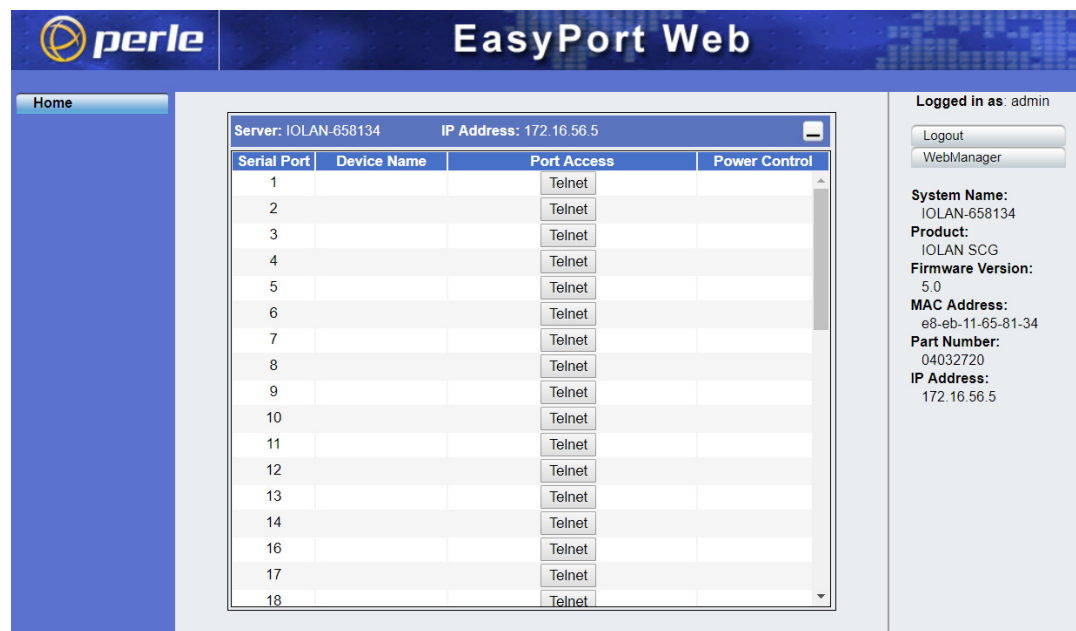 perle
EasyPort Web
Home
Server: IOLAN-658134 IP Address: 172.16.56.5
Serial Port Device Name Port Access Power Control
1 Telnet
2 Telnet
3 Telnet
4 Telnet
5 Telnet
6 Telnet
7 Telnet
8 Telnet
9 Telnet
10 Telnet
11 Telnet
12 Telnet
13 Telnet
14 Telnet
16 Telnet
17 Telnet
18 Telnet
Logged in as: admin
Logout
WebManager
System Name:
IOLAN-658134
Product:
IOLAN SCG
Firmware Version:
5.0
MAC Address:
e8-eb-11-65-81-34
Part Number:
04032720
IP Address:
172.16.56.5